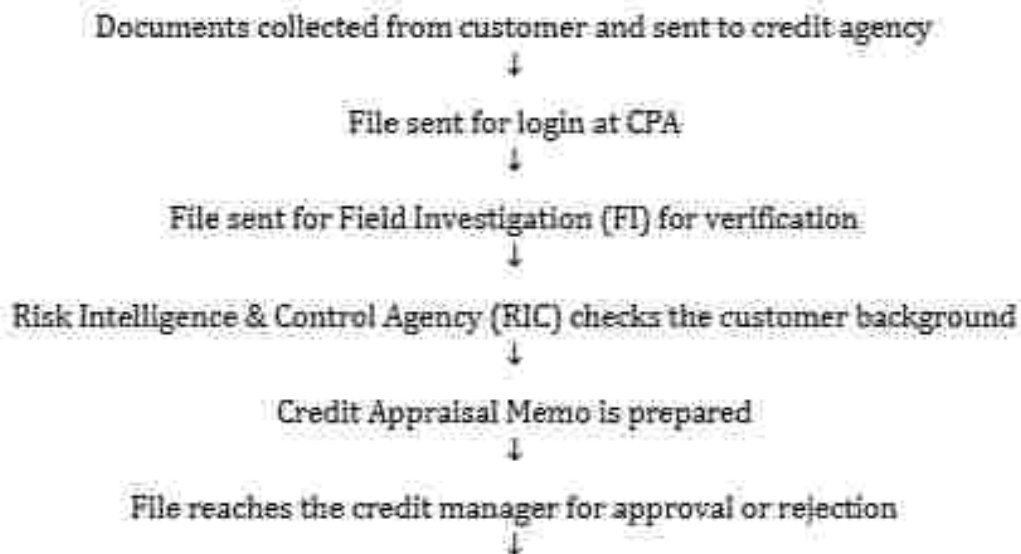 Documents collected from customer and sent to credit agency
↓
File sent for login at CPA
↓
File sent for Field Investigation (FI) for verification
↓
Risk Intelligence & Control Agency (RIC) checks the customer background
↓
Credit Appraisal Memo is prepared
↓
File reaches the credit manager for approval or rejection
↓